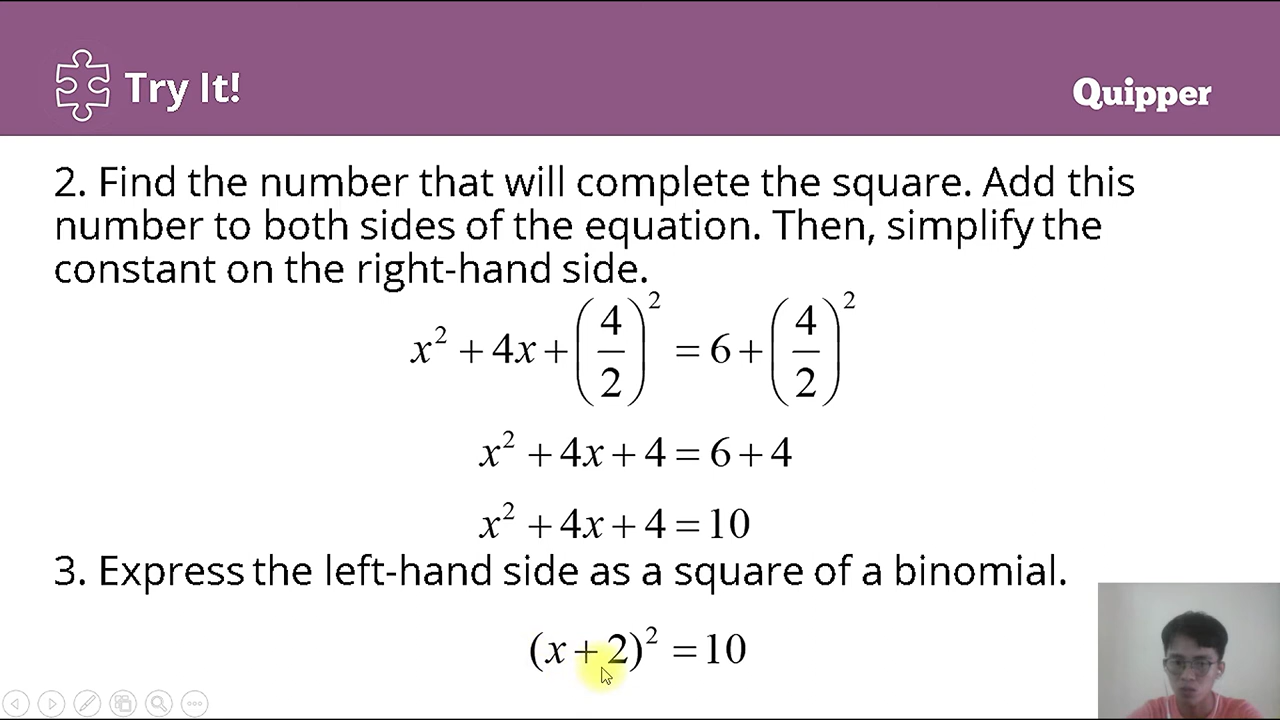 Try It!
Quipper
2. Find the number that will complete the square. Add this
number to both sides of the equation. Then, simplify the
constant on the right-hand side.
x² + 4x + (4/2)² = 6 + (4/2)²
x² + 4x + 4 = 6 + 4
x² + 4x + 4 = 10
3. Express the left-hand side as a square of a binomial.
(x + 2)² = 10